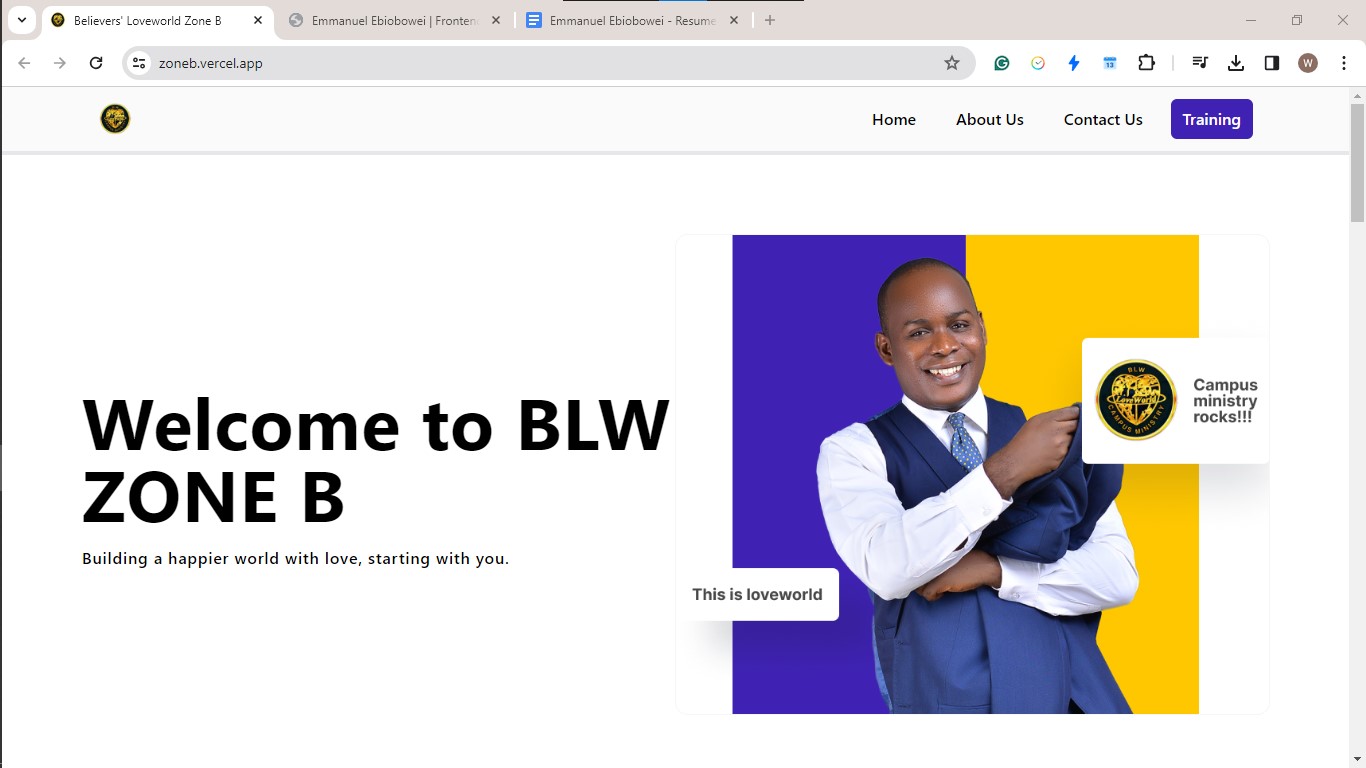 Believers' Loveworld Zone B
Emmanuel Ebiobowei | Fronten
Emmanuel Ebiobowei - Resume
zoneb.vercel.app
13
W
Home
About Us
Contact Us
Training
Welcome to BLW
ZONE B
Building a happier world with love, starting with you.
BLW
LoveWorld
CAMPUS MINISTRY
Campus
ministry
rocks!!!
This is loveworld